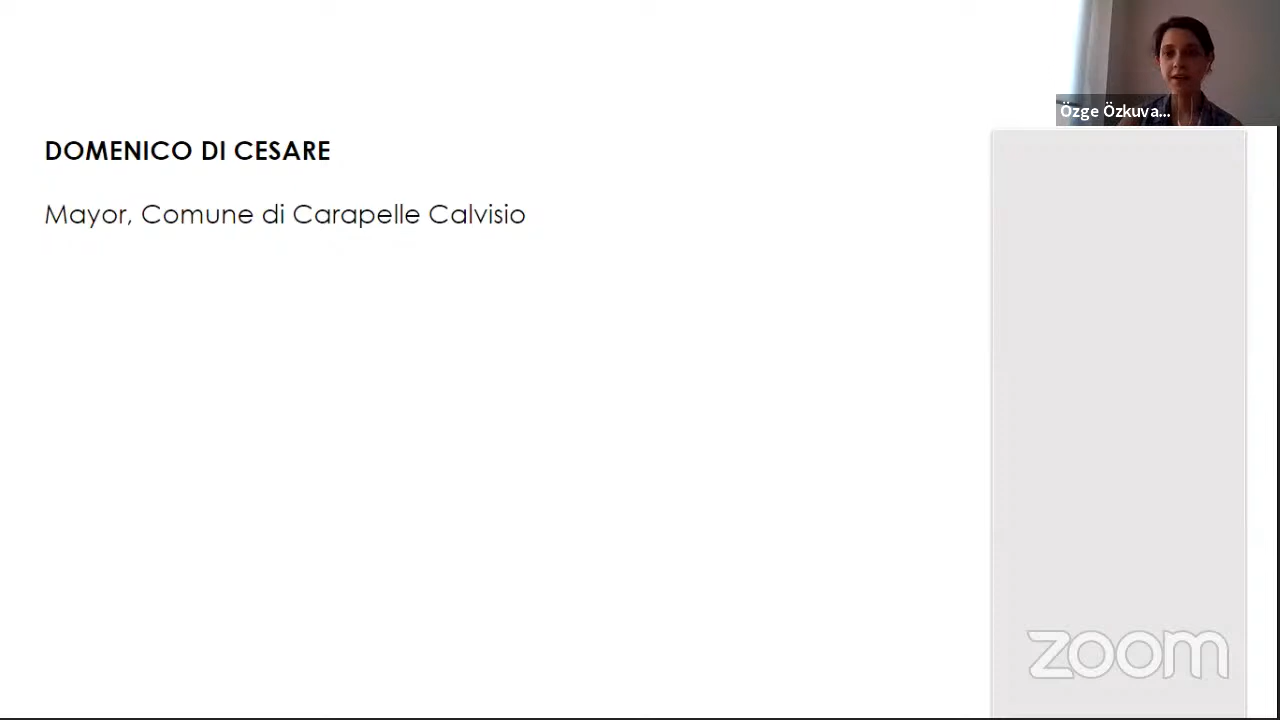 Özge Özkuva...
DOMENICO DI CESARE
Mayor, Comune di Carapelle Calvisio
zoom